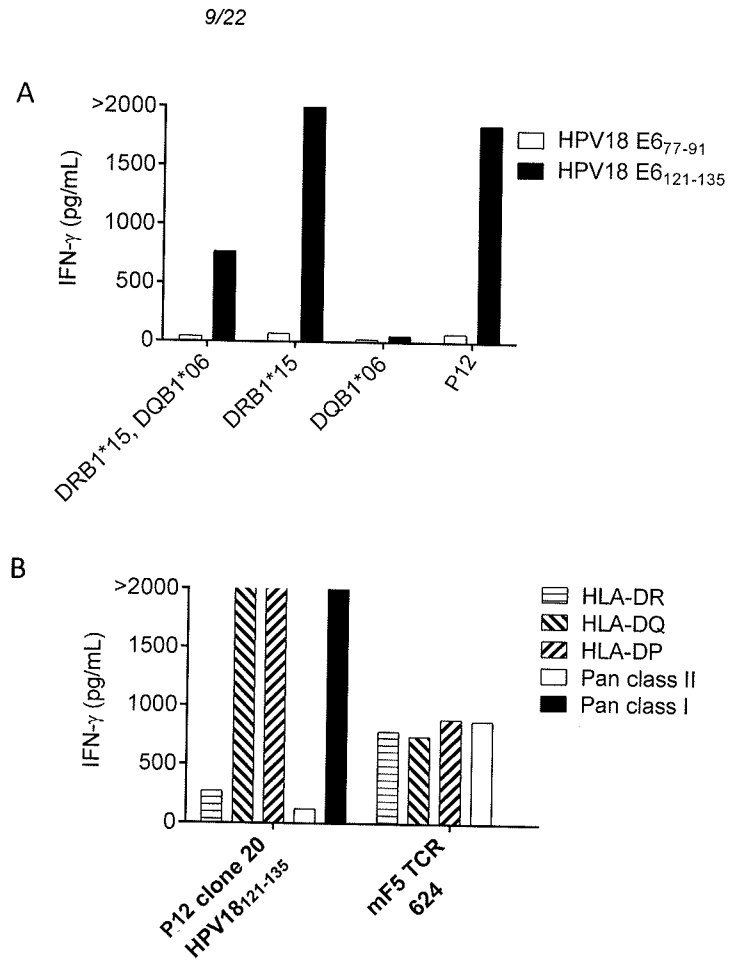 9/22
A
>2000
1500
1000
500
0
IFN-γ (pg/mL)
HPV18 E677-91
HPV18 E6121-135
DRB1*15, DQB1*06
DRB1*15
DQB1*06
P12
B
>2000
1500
1000
500
0
IFN-γ (pg/mL)
HLA-DR
HLA-DQ
HLA-DP
Pan class II
Pan class I
P12 clone 20
HPV18121-135
mF5 TCR
624